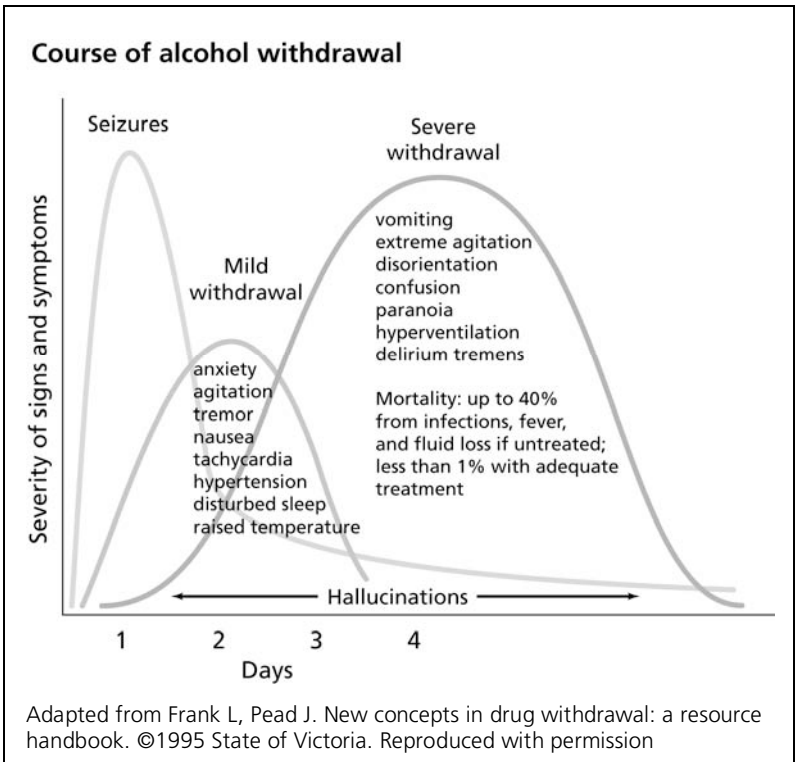 Course of alcohol withdrawal
Seizures
Severe
withdrawal
Mild
withdrawal
Severity of signs and symptoms
vomiting
extreme agitation
disorientation
confusion
paranoia
hyperventilation
delirium tremens
Mortality: up to 40%
from infections, fever,
and fluid loss if untreated;
less than 1% with adequate
treatment
anxiety
agitation
tremor
nausea
tachycardia
hypertension
disturbed sleep
raised temperature
Hallucinations
1 2 3 4
Days
Adapted from Frank L, Pead J. New concepts in drug withdrawal: a resource
handbook. ©1995 State of Victoria. Reproduced with permission